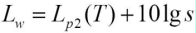 L_w = L_{p2}(T) + 10 lg s